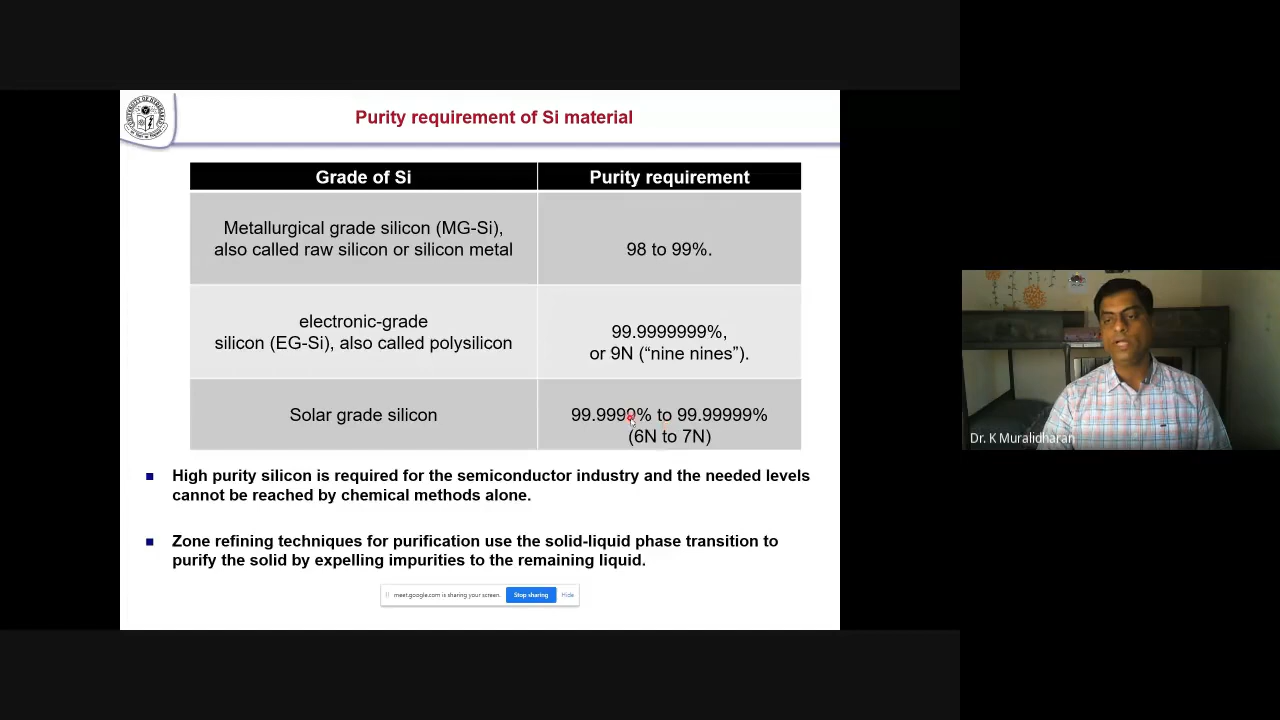 Purity requirement of Si material
Grade of Si
Purity requirement
Metallurgical grade silicon (MG-Si),
also called raw silicon or silicon metal
98 to 99%.
electronic-grade
silicon (EG-Si), also called polysilicon
99.9999999%,
or 9N (“nine nines”).
Solar grade silicon
99.9999% to 99.99999%
(6N to 7N)
■ High purity silicon is required for the semiconductor industry and the needed levels
cannot be reached by chemical methods alone.
■ Zone refining techniques for purification use the solid-liquid phase transition to
purify the solid by expelling impurities to the remaining liquid.
meet.google.com is sharing your screen.
Stop sharing
Hide
Dr. K Muralidharan